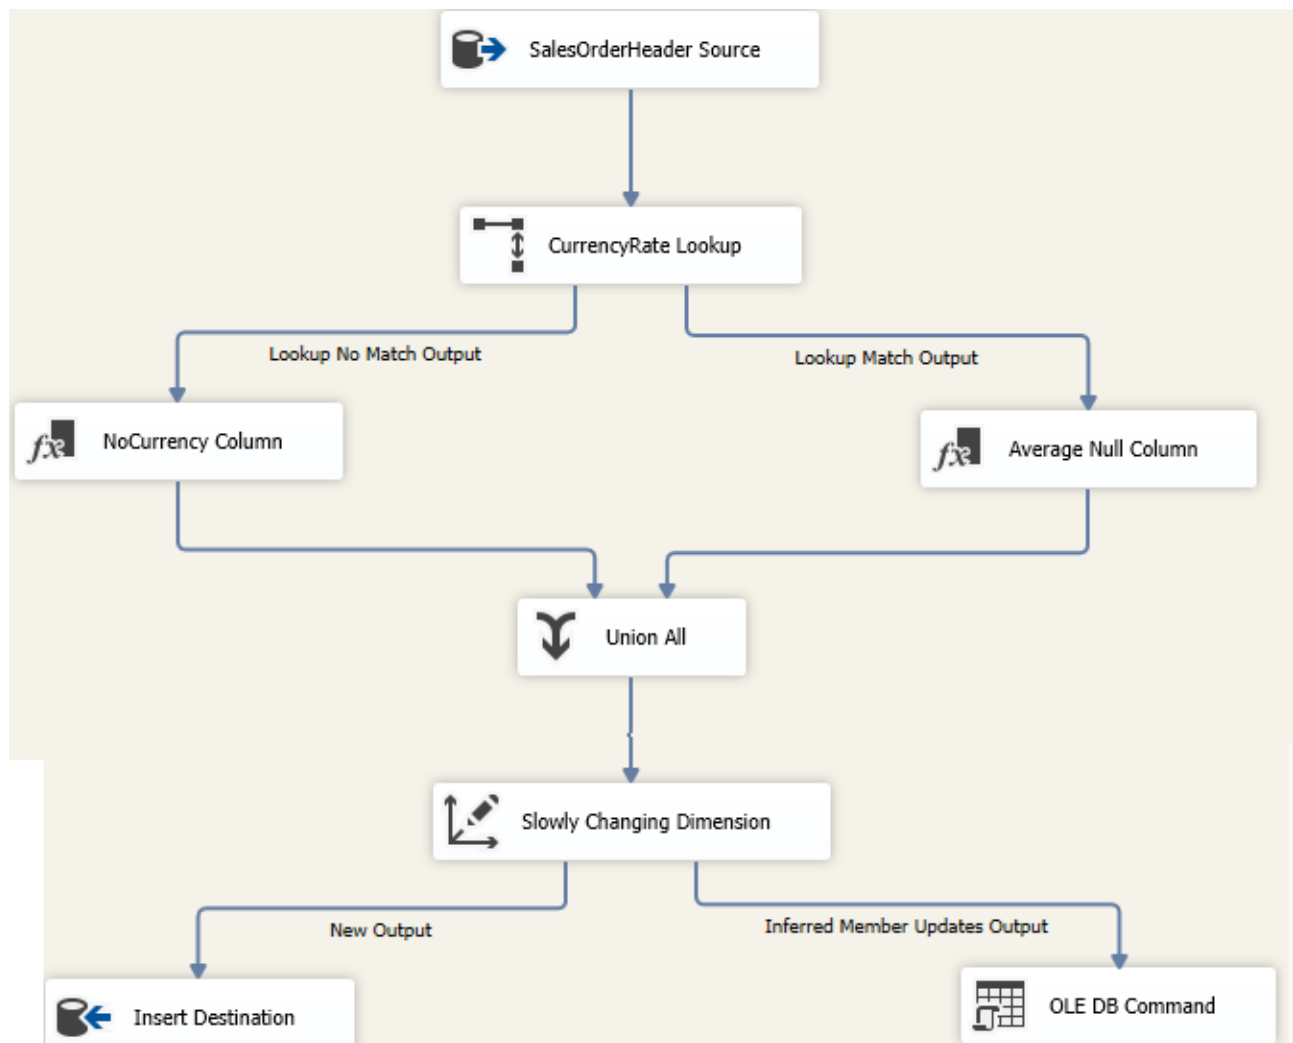 SalesOrderHeader Source
CurrencyRate Lookup
Lookup No Match Output
Lookup Match Output
NoCurrency Column
Average Null Column
Union All
Slowly Changing Dimension
New Output
Inferred Member Updates Output
Insert Destination
OLE DB Command